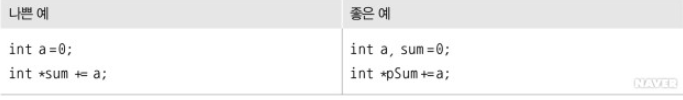 나쁜 예 좋은 예
int a=0; int a, sum=0;
int *sum += a; int *pSum+=a;
NAVER